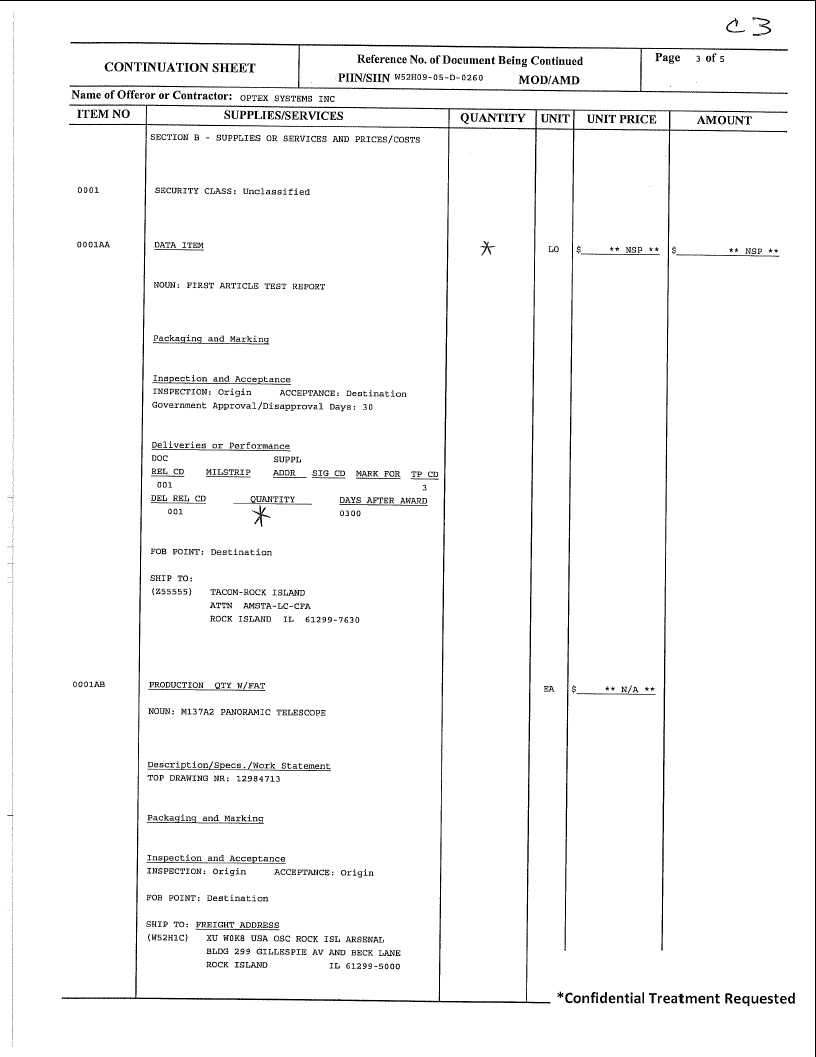 C3
CONTINUATION SHEET
Reference No. of Document Being Continued
PIIN/SIIN W52H09-05-D-0260 MOD/AMD
Page 3 of 5
Name of Offeror or Contractor: OPTEX SYSTEMS INC
ITEM NO SUPPLIES/SERVICES QUANTITY UNIT UNIT PRICE AMOUNT
SECTION B - SUPPLIES OR SERVICES AND PRICES/COSTS
0001 SECURITY CLASS: Unclassified
0001AA DATA ITEM * LO $ ** NSP ** $ ** NSP **
NOUN: FIRST ARTICLE TEST REPORT
Packaging and Marking
Inspection and Acceptance
INSPECTION: Origin ACCEPTANCE: Destination
Government Approval/Disapproval Days: 30
Deliveries or Performance
DOC SUPPL
REL CD MILSTRIP ADDR SIG CD MARK FOR TP CD
001 3
DEL REL CD QUANTITY DAYS AFTER AWARD
001 * 0300
FOB POINT: Destination
SHIP TO:
(Z55555) TACOM-ROCK ISLAND
ATTN AMSTA-LC-CFA
ROCK ISLAND IL 61299-7630
0001AB PRODUCTION QTY W/FAT EA $ ** N/A **
NOUN: M137A2 PANORAMIC TELESCOPE
Description/Specs./Work Statement
TOP DRAWING NR: 12984713
Packaging and Marking
Inspection and Acceptance
INSPECTION: Origin ACCEPTANCE: Origin
FOB POINT: Destination
SHIP TO: FREIGHT ADDRESS
(W52H1C) XU W0K8 USA OSC ROCK ISL ARSENAL
BLDG 299 GILLESPIE AV AND BECK LANE
ROCK ISLAND IL 61299-5000
*Confidential Treatment Requested